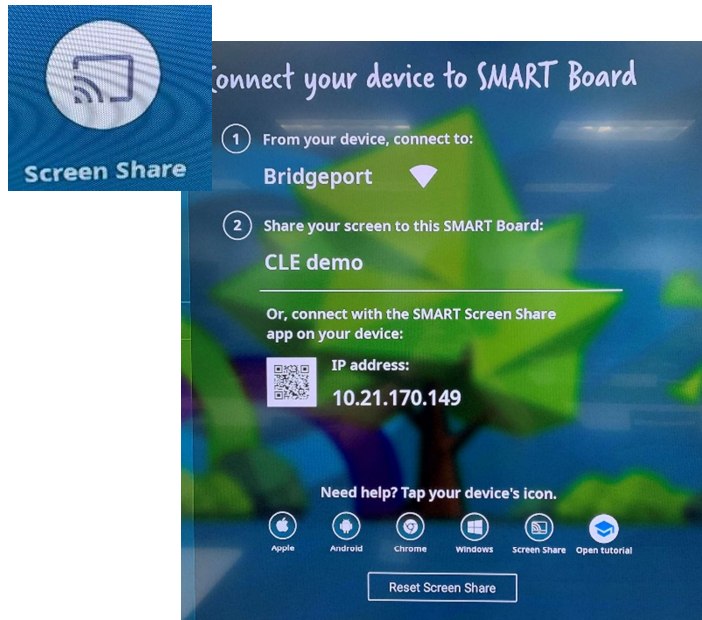 Screen Share
Connect your device to SMART Board
1 From your device, connect to:
Bridgeport
2 Share your screen to this SMART Board:
CLE demo
Or, connect with the SMART Screen Share
app on your device:
IP address:
10.21.170.149
Need help? Tap your device's icon.
Apple Android Chrome Windows Screen Share Open tutorial
Reset Screen Share